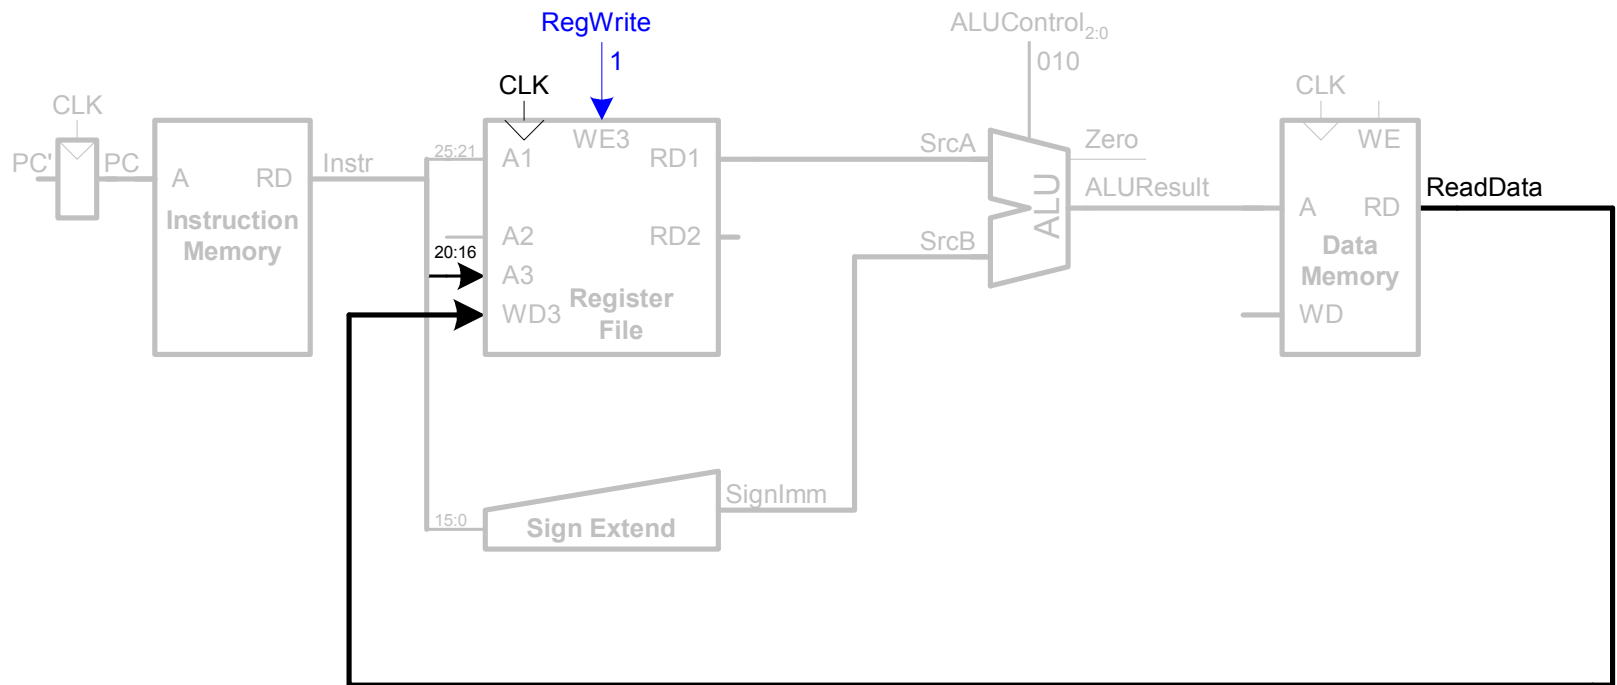 RegWrite
ALUControl2:0
1
010
CLK
CLK
CLK
WE3
WE
PC'
PC
A
RD
Instr
25:21
A1
RD1
SrcA
Zero
ALUResult
ReadData
Instruction
Memory
A2
RD2
20:16
A3
WD3
Register
File
SrcB
ALU
A
RD
Data
Memory
WD
15:0
Sign Extend
SignImm